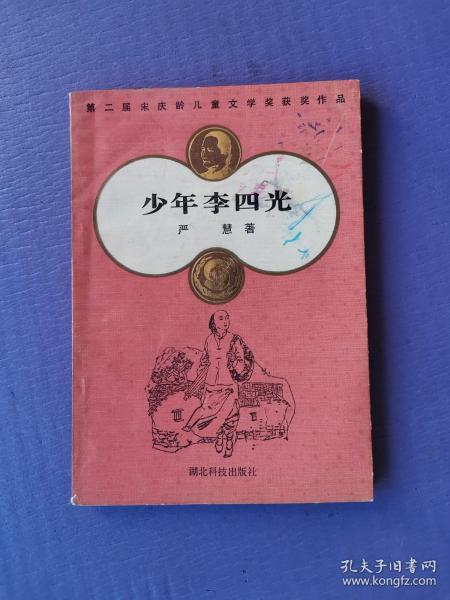 第二届宋庆龄儿童文学奖获奖作品
少年李四光
严 慧 著
湖北科技出版社
孔夫子旧书网
www.kongfz.com